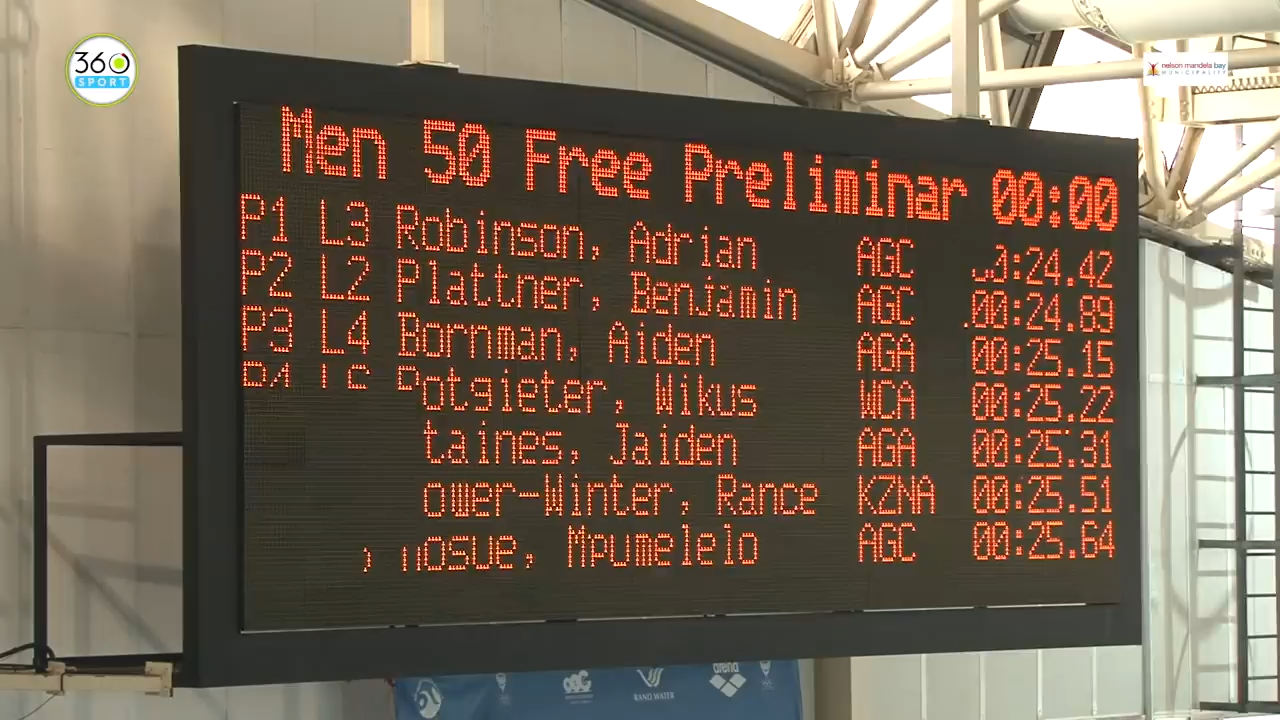 360
SPORT
nelson mandela bay
MUNICIPALITY
Men 50 Free Preliminar 00:00
P1 L3 Robinson, Adrian AGC :24.42
P2 L2 Plattner, Benjamin AGC 00:24.89
P3 L4 Bornman, Aiden AGA 00:25.15
P4 Potgieter, Wikus WCA 00:25.22
taines, Jaiden AGA 00:25.31
ower-Winter, Rance KZNA 00:25.51
Mpumelelo AGC 00:25.64
RAND WATER
arena